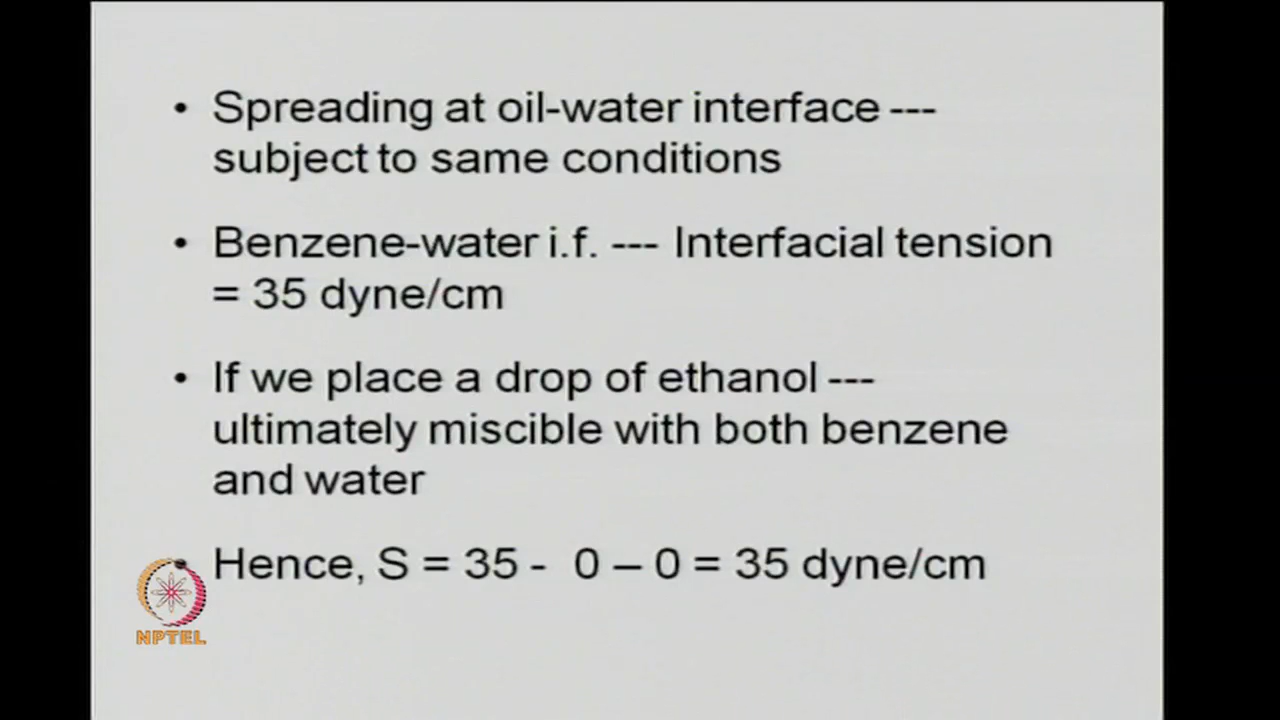 • Spreading at oil-water interface ---
subject to same conditions
• Benzene-water i.f. --- Interfacial tension
= 35 dyne/cm
• If we place a drop of ethanol ---
ultimately miscible with both benzene
and water
• Hence, S = 35 - 0 – 0 = 35 dyne/cm
NPTEL